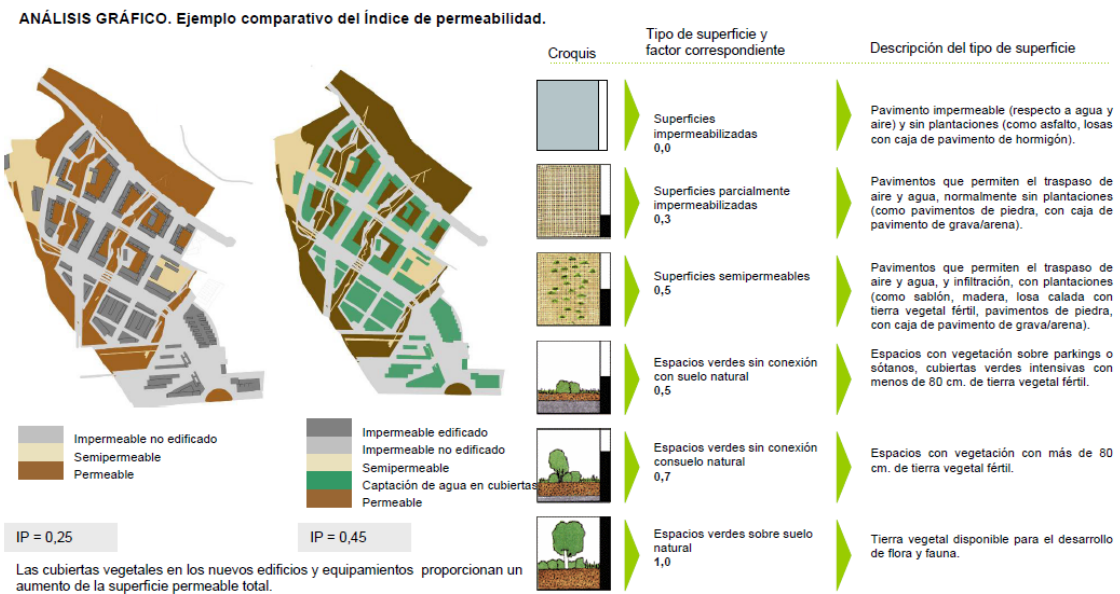 ANÁLISIS GRÁFICO. Ejemplo comparativo del Índice de permeabilidad.
Impermeable no edificado
Semipermeable
Permeable
IP = 0,25
Impermeable edificado
Impermeable no edificado
Semipermeable
Captación de agua en cubiertas
Permeable
IP = 0,45
Las cubiertas vegetales en los nuevos edificios y equipamientos proporcionan un
aumento de la superficie permeable total.
Croquis
Tipo de superficie y
factor correspondiente
Descripción del tipo de superficie
Superficies
impermeabilizadas
0,0
Pavimento impermeable (respecto a agua y
aire) y sin plantaciones (como asfalto, losas
con caja de pavimento de hormigón).
Superficies parcialmente
impermeabilizadas
0,3
Pavimentos que permiten el traspaso de
aire y agua, normalmente sin plantaciones
(como pavimentos de piedra, con caja de
pavimento de grava/arena).
Superficies semipermeables
0,5
Pavimentos que permiten el traspaso de
aire y agua, y infiltración, con plantaciones
(como sablón, madera, losa calada con
tierra vegetal fértil, pavimentos de piedra,
con caja de pavimento de grava/arena).
Espacios verdes sin conexión
con suelo natural
0,5
Espacios con vegetación sobre parkings o
sótanos, cubiertas verdes intensivas con
menos de 80 cm. de tierra vegetal fértil.
Espacios verdes sin conexión
consuelo natural
0,7
Espacios con vegetación con más de 80
cm. de tierra vegetal fértil.
Espacios verdes sobre suelo
natural
1,0
Tierra vegetal disponible para el desarrollo
de flora y fauna.